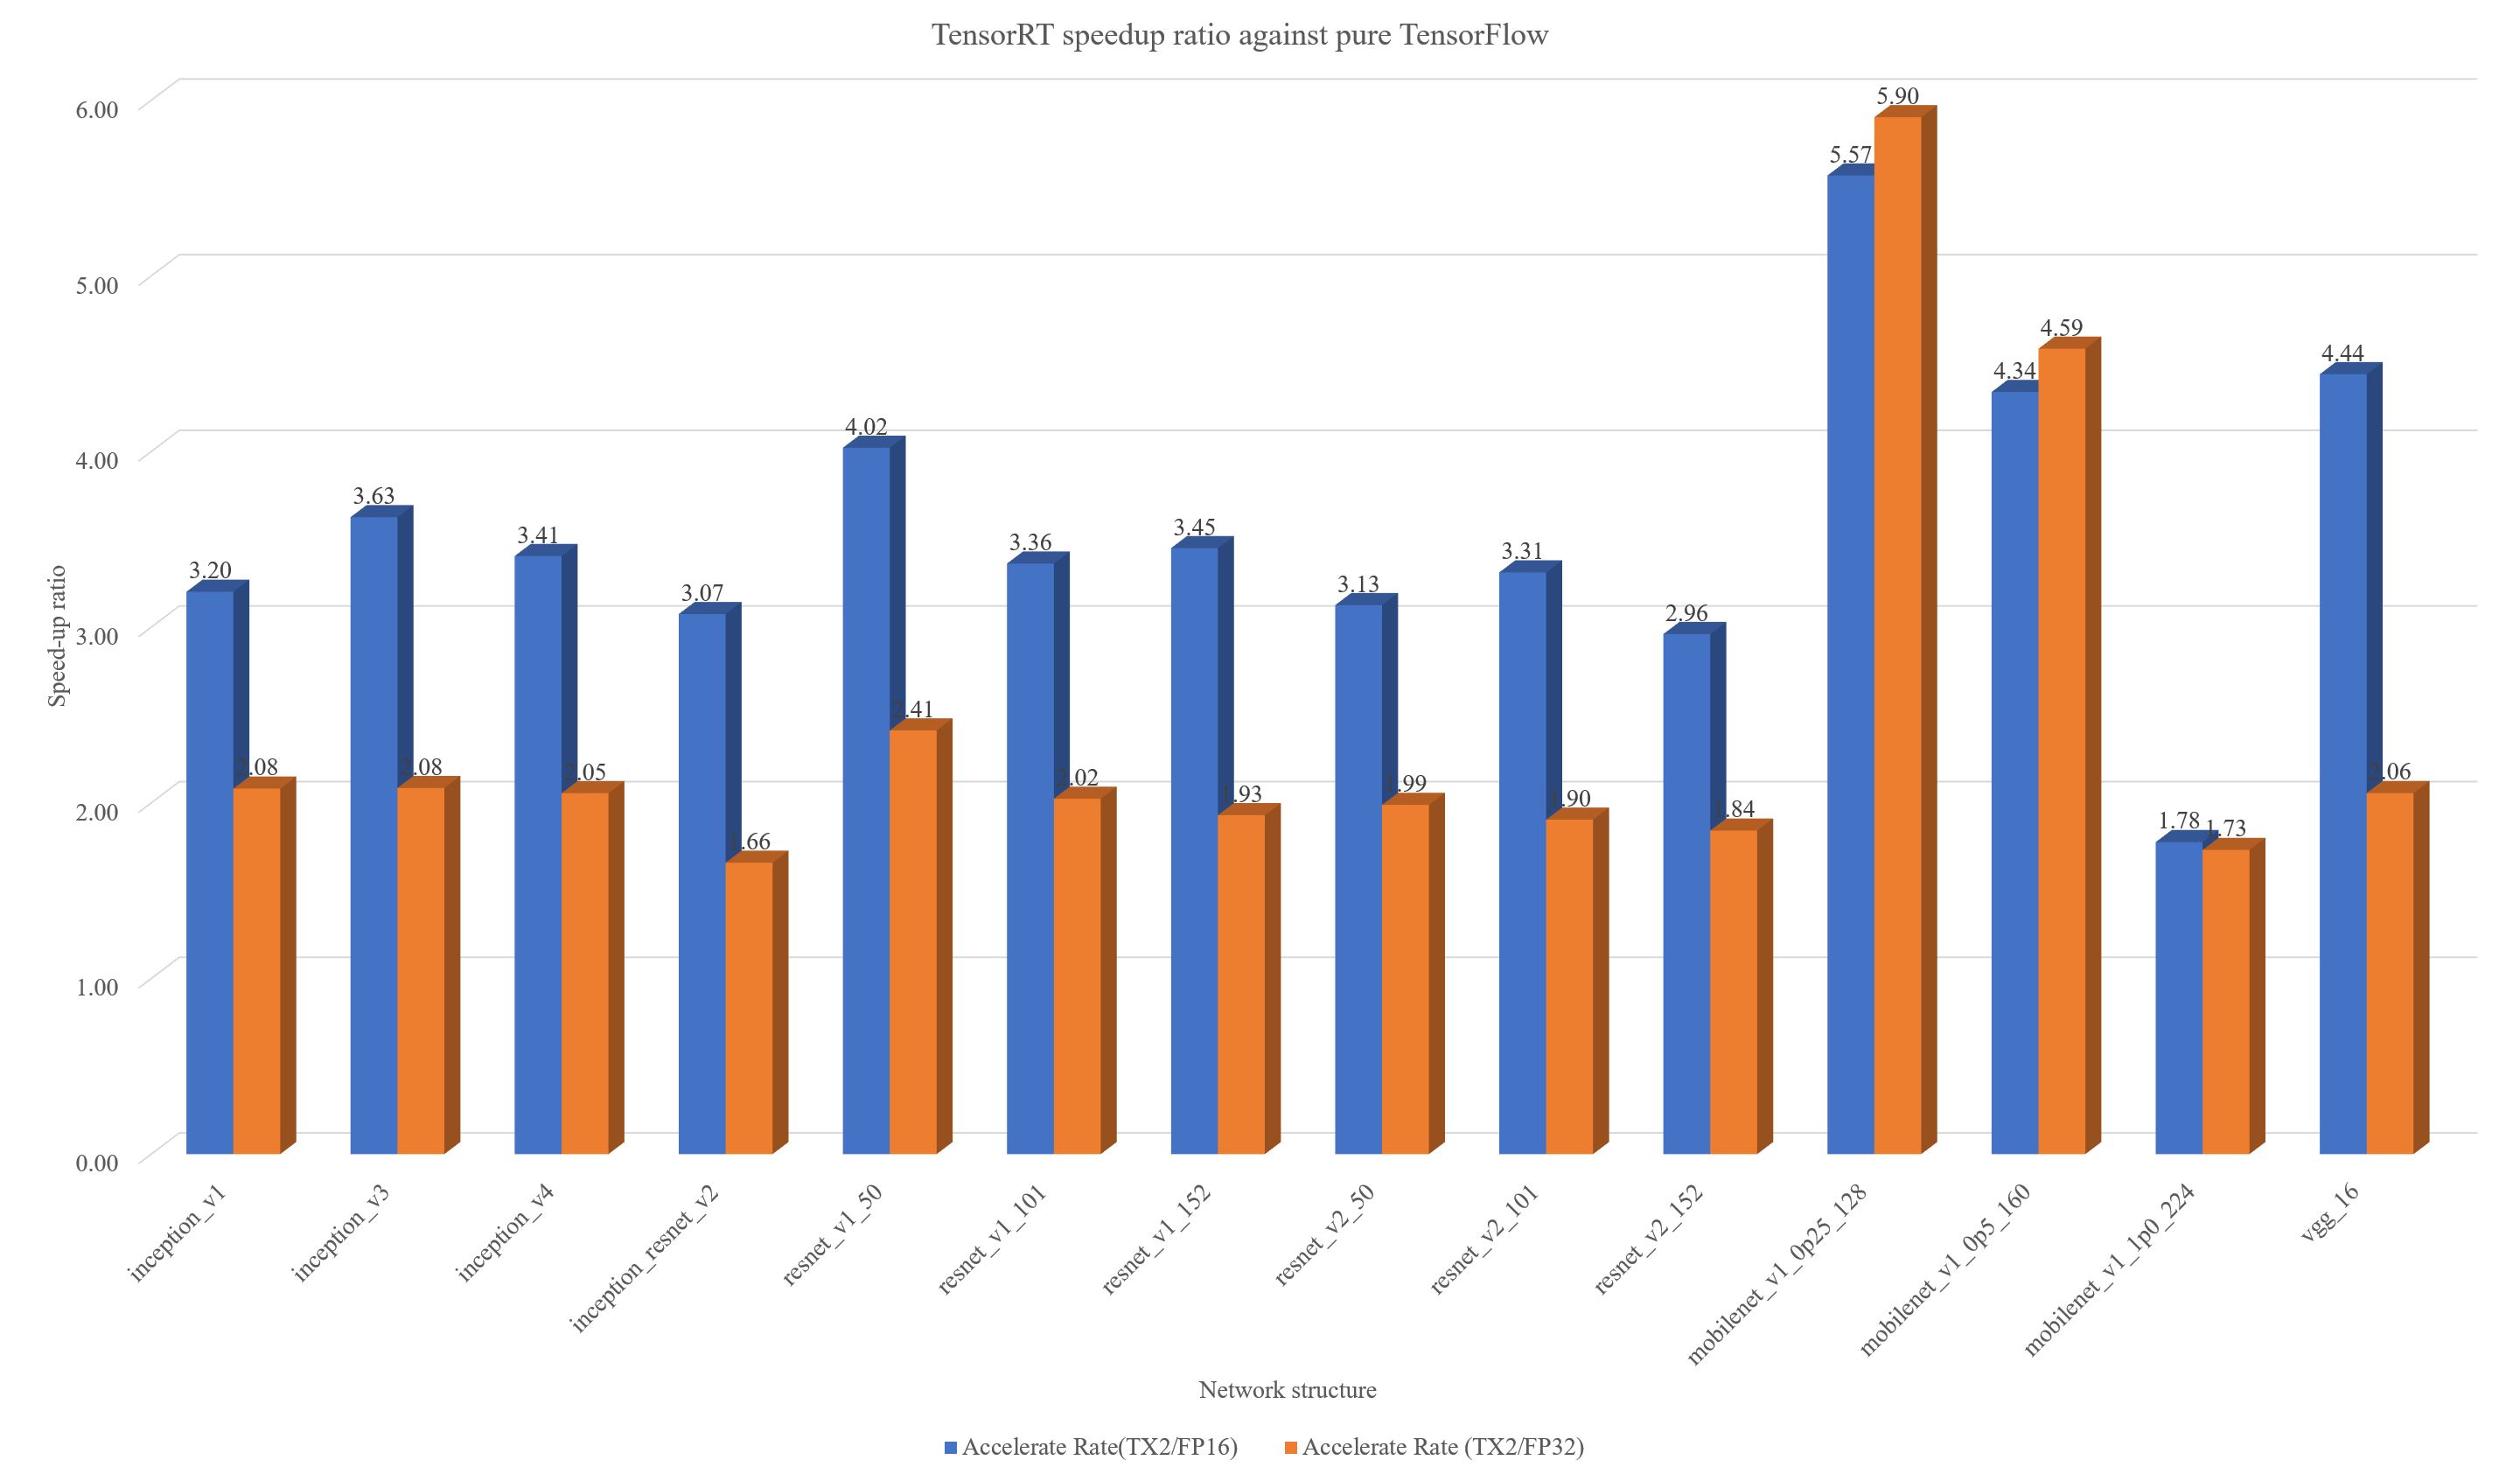 TensorRT speedup ratio against pure TensorFlow
6.00
5.00
4.00
3.00
2.00
1.00
0.00
Speed-up ratio
3.20
2.08
3.63
2.08
3.41
2.05
3.07
1.66
4.02
2.41
3.36
2.02
3.45
1.93
3.13
1.99
3.31
1.90
2.96
1.84
5.57
5.90
4.34
4.59
1.78
1.73
4.44
2.06
inception_v1
inception_v3
inception_v4
inception_resnet_v2
resnet_v1_50
resnet_v1_101
resnet_v1_152
resnet_v2_50
resnet_v2_101
resnet_v2_152
mobilenet_v1_0p25_128
mobilenet_v1_0p5_160
mobilenet_v1_1p0_224
vgg_16
Network structure
Accelerate Rate(TX2/FP16)
Accelerate Rate (TX2/FP32)